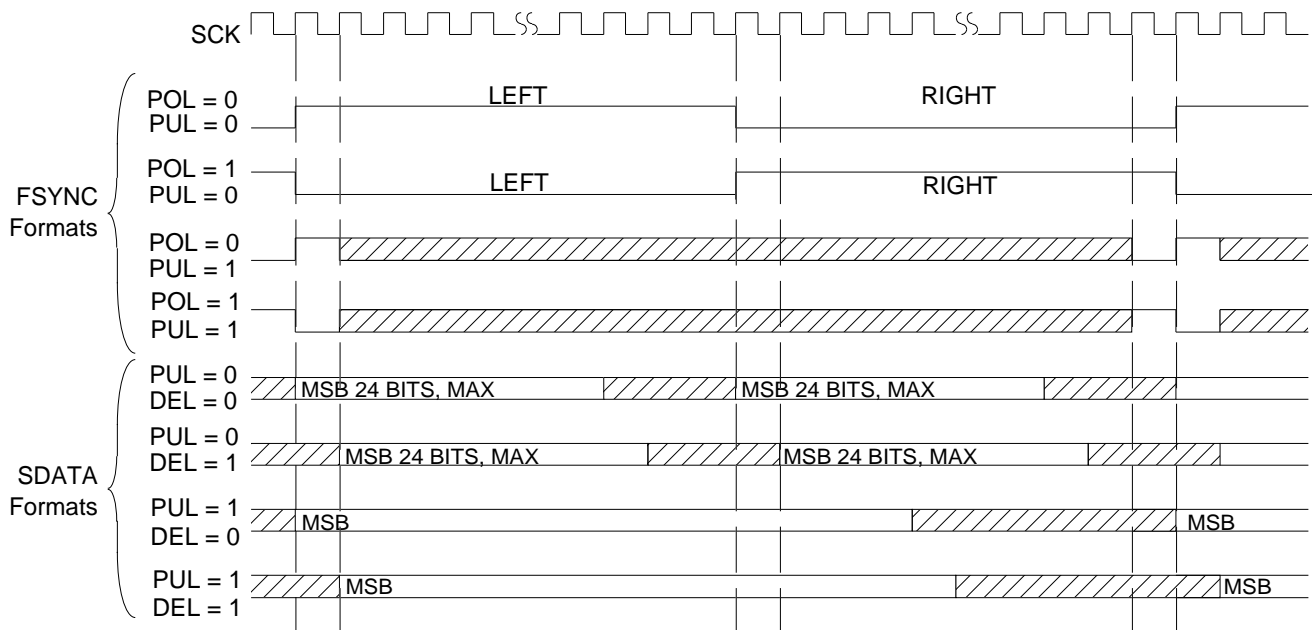 SCK
FSYNC
Formats
POL = 0
PUL = 0
LEFT
RIGHT
POL = 1
PUL = 0
LEFT
RIGHT
POL = 0
PUL = 1
POL = 1
PUL = 1
SDATA
Formats
PUL = 0
DEL = 0
MSB 24 BITS, MAX
MSB 24 BITS, MAX
PUL = 0
DEL = 1
MSB 24 BITS, MAX
MSB 24 BITS, MAX
PUL = 1
DEL = 0
MSB
MSB
PUL = 1
DEL = 1
MSB
MSB